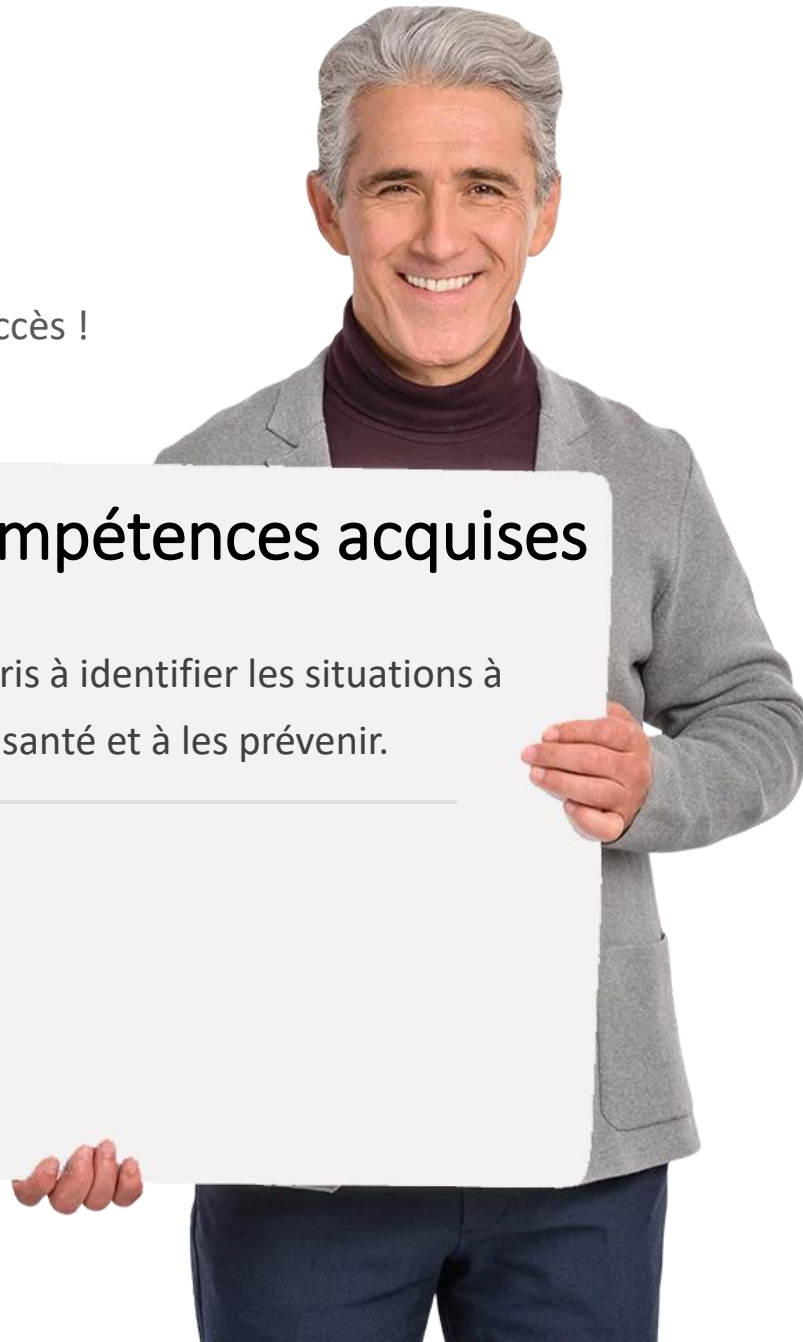 ccès !
mpétences acquises
ris à identifier les situations à
santé et à les prévenir.